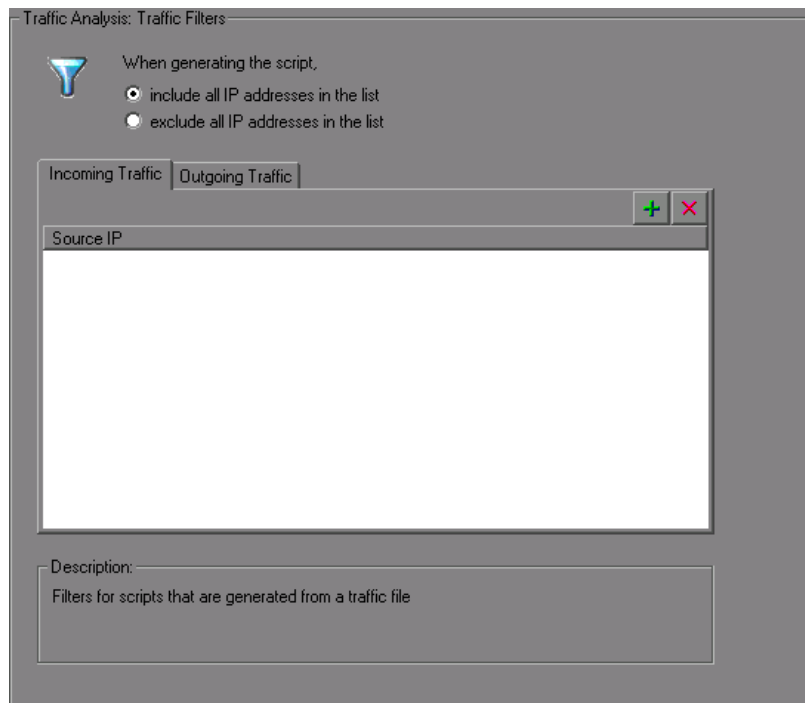 Traffic Analysis: Traffic Filters
When generating the script,
include all IP addresses in the list
exclude all IP addresses in the list
Incoming Traffic
Outgoing Traffic
Source IP
Description:
Filters for scripts that are generated from a traffic file